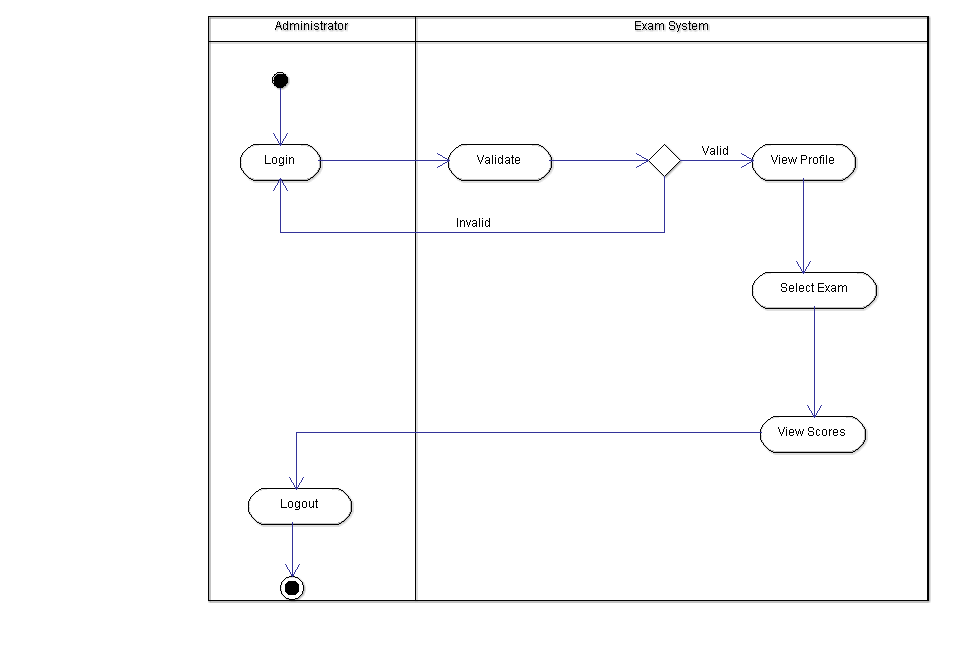 Administrator
Exam System
Login
Validate
Valid
View Profile
Invalid
Select Exam
View Scores
Logout